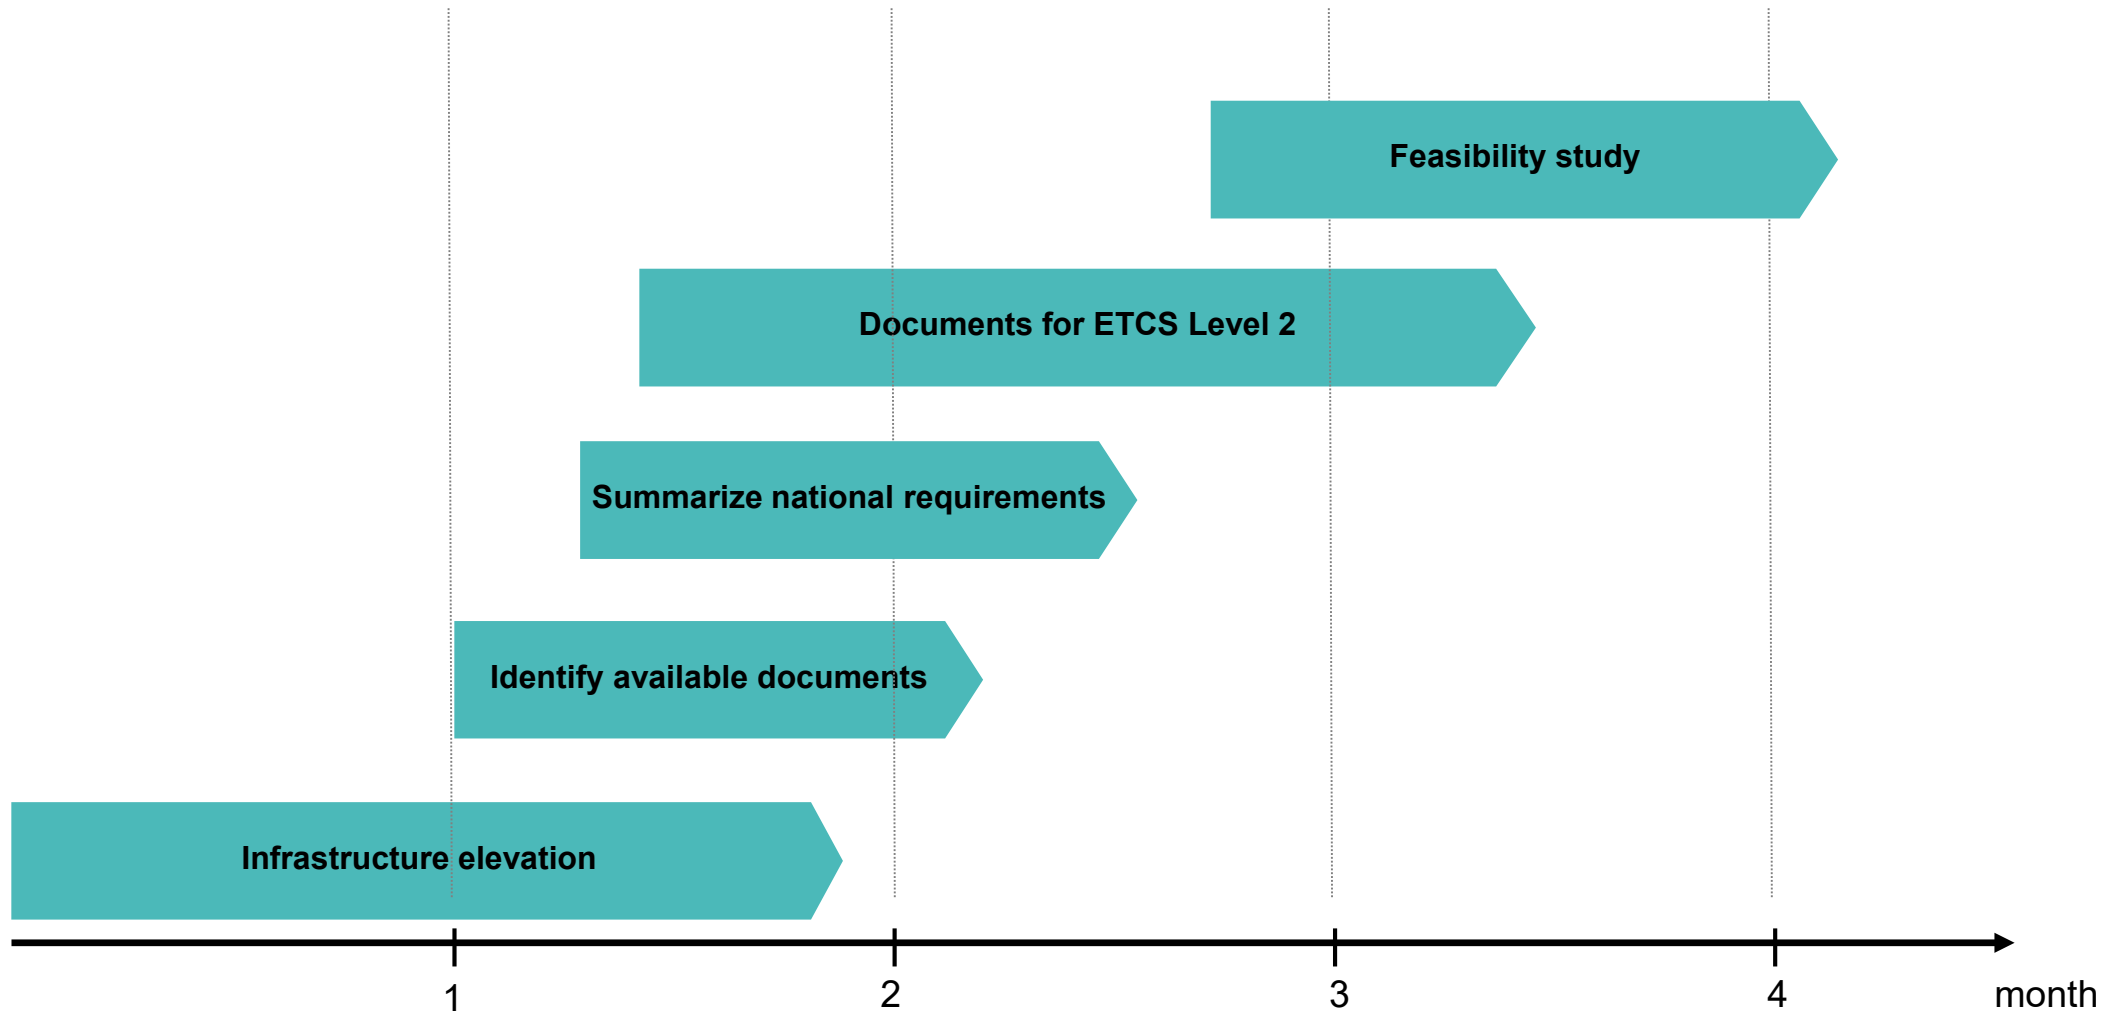 Feasibility study
Documents for ETCS Level 2
Summarize national requirements
Identify available documents
Infrastructure elevation
1 2 3 4 month